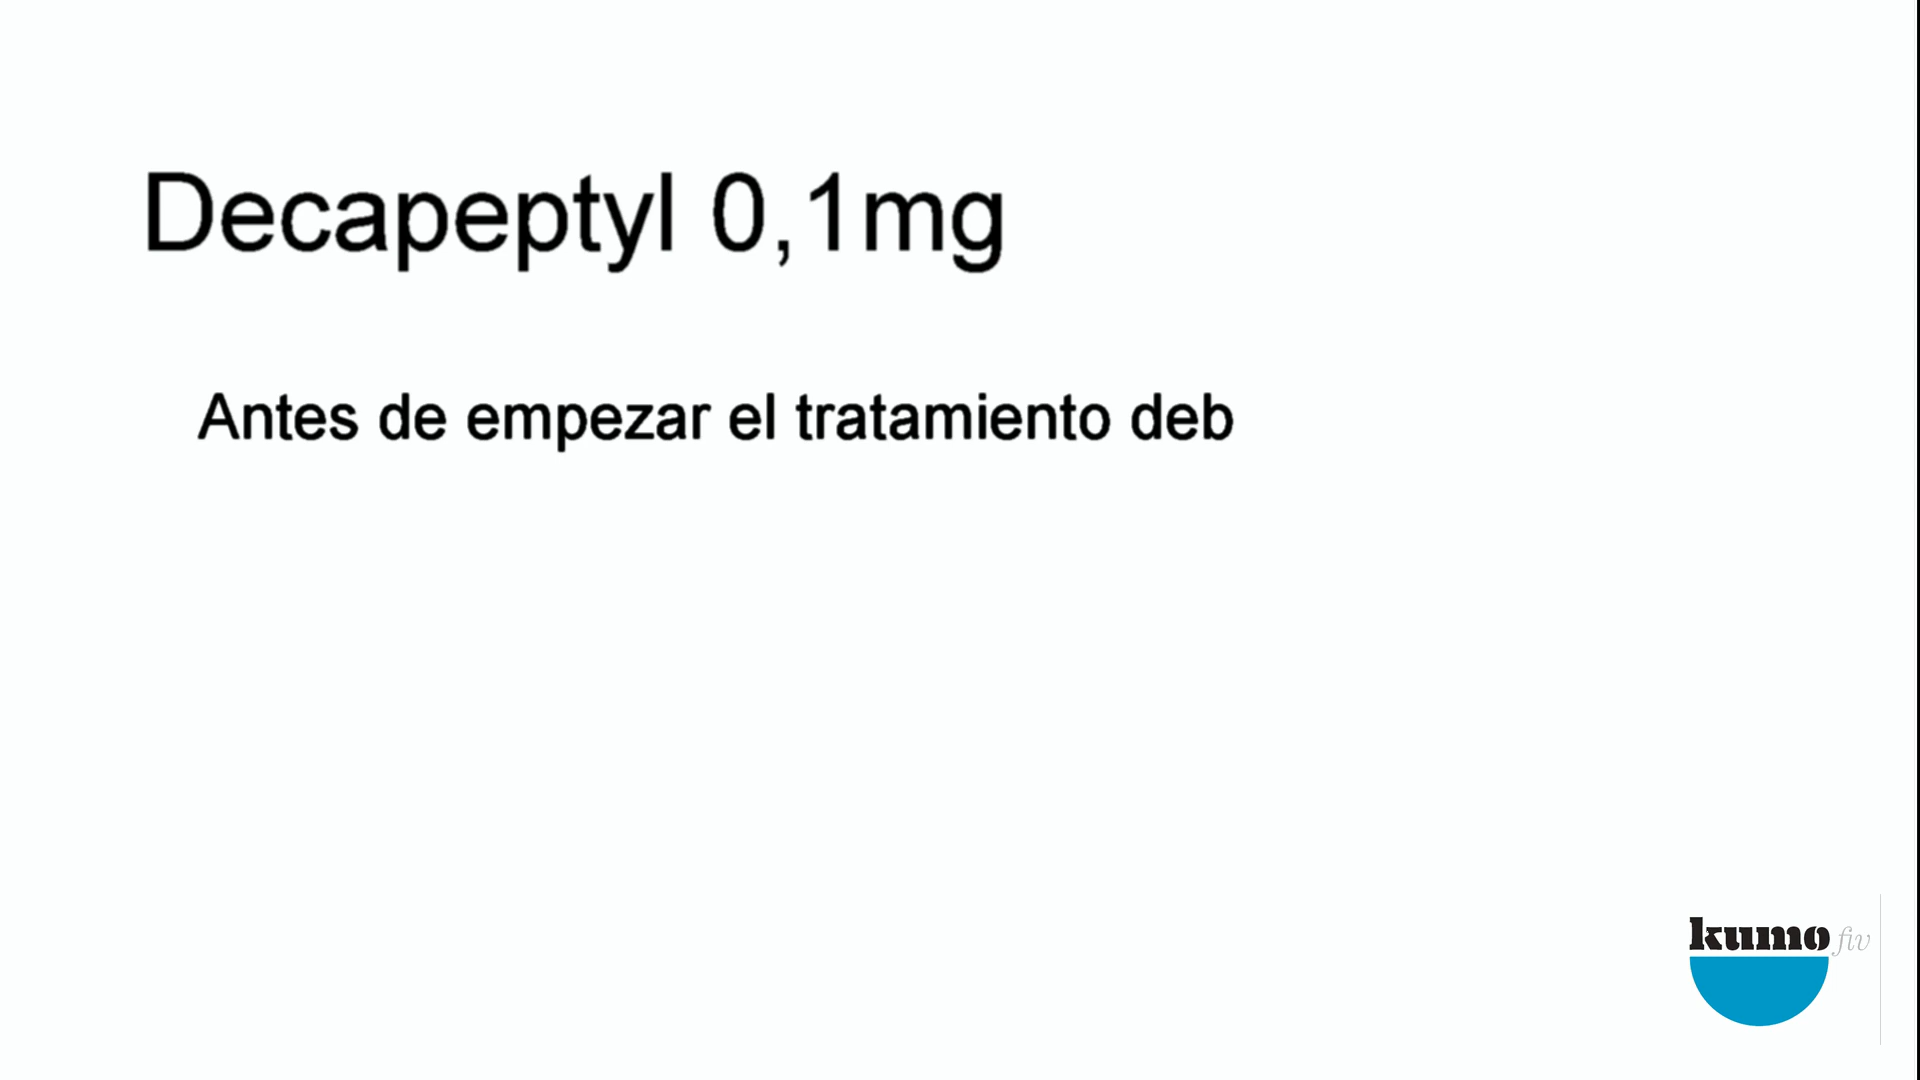 Decapeptyl 0,1mg
Antes de empezar el tratamiento deb
kumo fiv